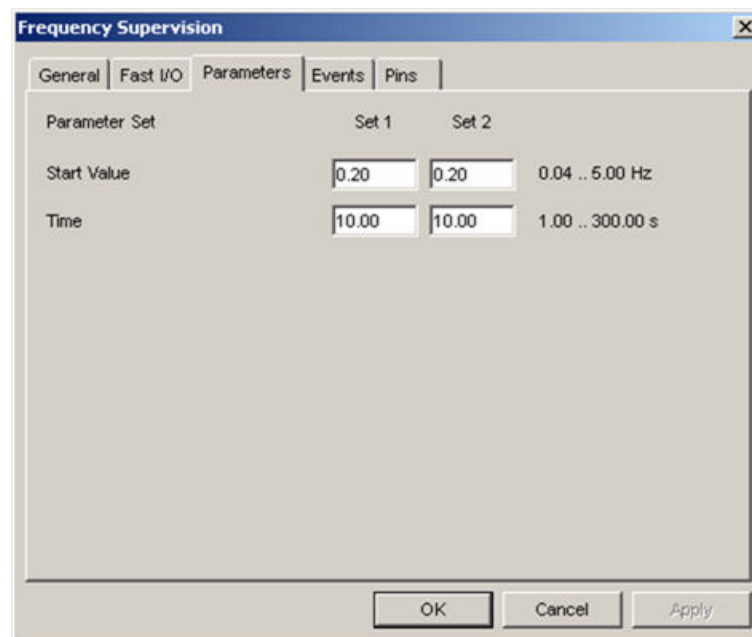 Frequency Supervision
General Fast I/O Parameters Events Pins
Parameter Set Set 1 Set 2
Start Value 0.20 0.20 0.04 .. 5.00 Hz
Time 10.00 10.00 1.00 .. 300.00 s
OK Cancel Apply